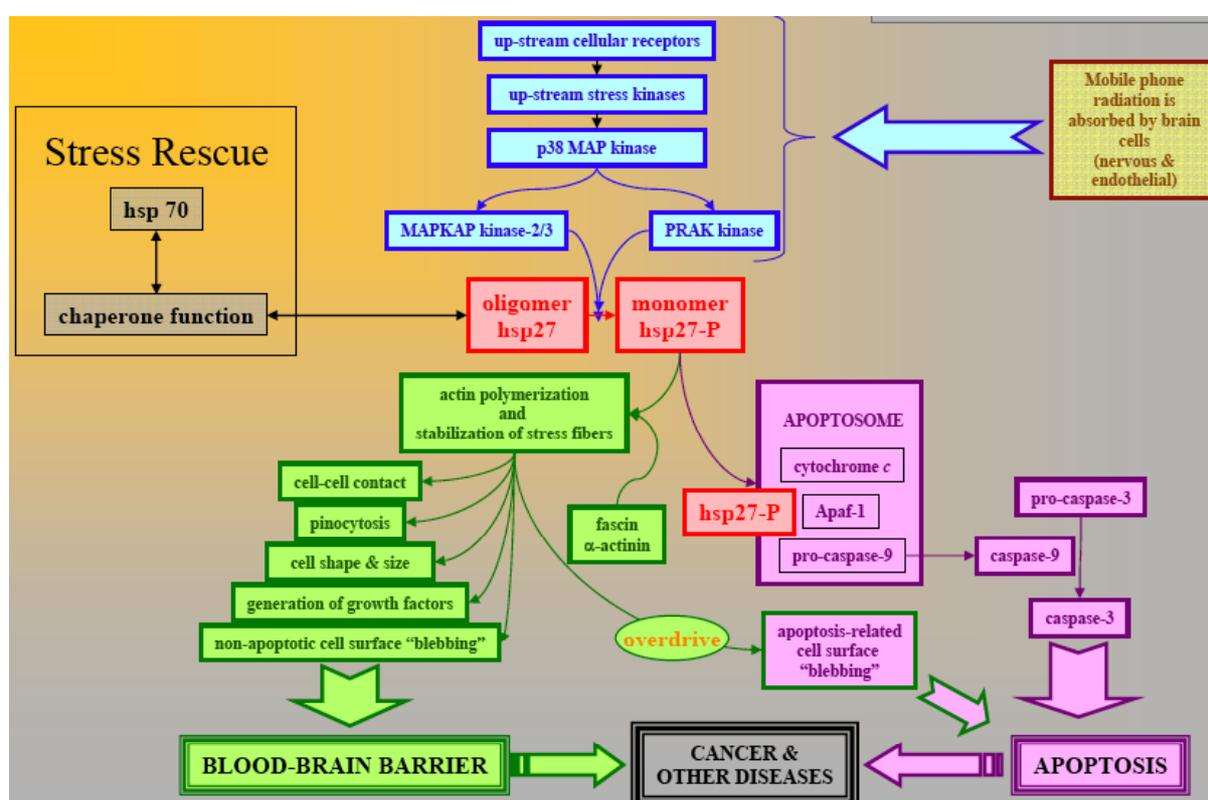 up-stream cellular receptors
up-stream stress kinases
p38 MAP kinase
MAPKAP kinase-2/3
PRAK kinase
Mobile phone
radiation is
absorbed by brain
cells
(nervous &
endothelial)
Stress Rescue
hsp 70
chaperone function
oligomer
hsp27
monomer
hsp27-P
actin polymerization
and
stabilization of stress fibers
cell-cell contact
pinocytosis
cell shape & size
generation of growth factors
non-apoptotic cell surface “blebbing”
fascin
α-actinin
APOPTOSOME
cytochrome c
hsp27-P
Apaf-1
pro-caspase-9
caspase-9
pro-caspase-3
caspase-3
overdrive
apoptosis-related
cell surface
“blebbing”
BLOOD-BRAIN BARRIER
CANCER &
OTHER DISEASES
APOPTOSIS